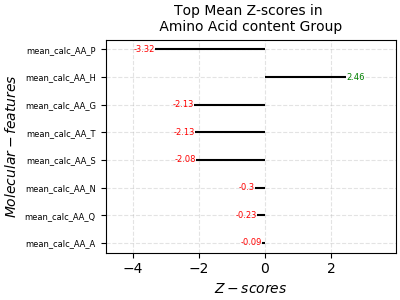 Top Mean Z-scores in
Amino Acid content Group
mean_calc_AA_P
-3.32
mean_calc_AA_H
2.46
mean_calc_AA_G
-2.13
mean_calc_AA_T
-2.13
mean_calc_AA_S
-2.08
mean_calc_AA_N
-0.3
mean_calc_AA_Q
-0.23
mean_calc_AA_A
-0.09
Molecular − features
−4 −2 0 2
Z − scores